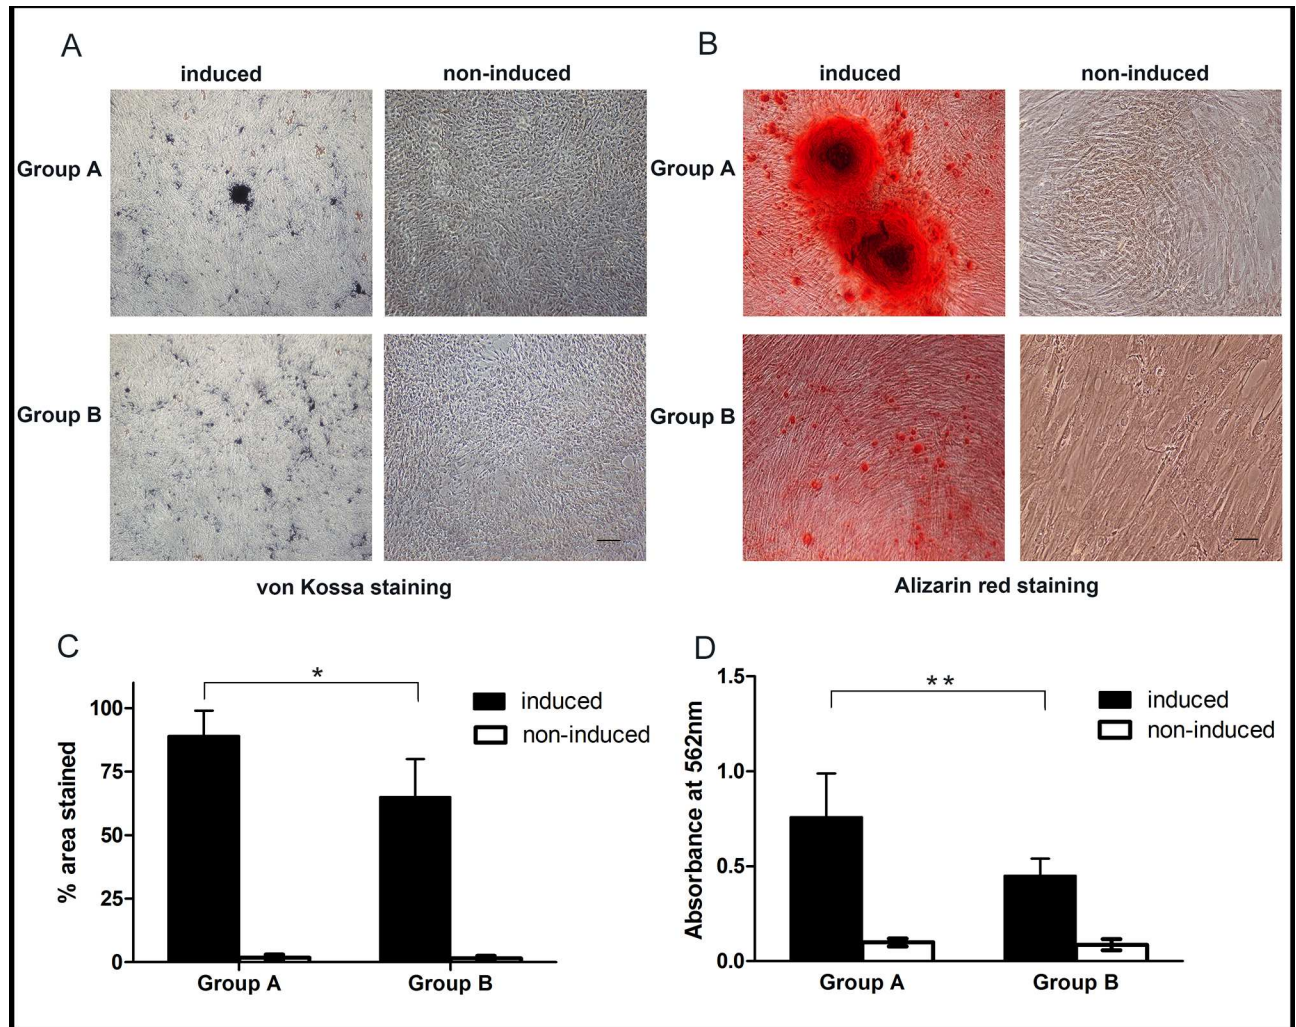 A
B
induced
non-induced
induced
non-induced
Group A
Group A
Group B
Group B
von Kossa staining
Alizarin red staining
C
*
induced
non-induced
% area stained
100
75
50
25
0
Group A
Group B
D
**
induced
non-induced
Absorbance at 562nm
1.5
1.0
0.5
0.0
Group A
Group B